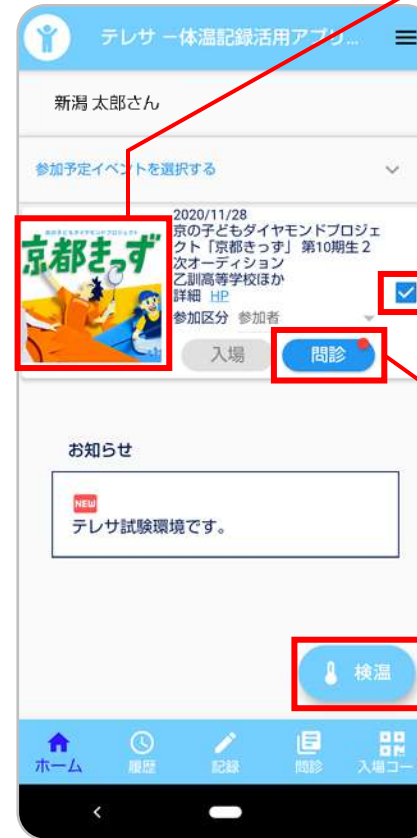 テレサ ー体温記録活用アプリ...
新潟 太郎さん
参加予定イベントを選択する
2020/11/28
京の子どもダイヤモンドプロジェ
クト「京都きっず」第10期生2
次オーディション
乙訓高等学校ほか
詳細 HP
参加区分 参加者
京都きっず
入場 問診
お知らせ
NEW
テレサ試験環境です。
検温
ホーム 履歴 記録 問診 入場コー